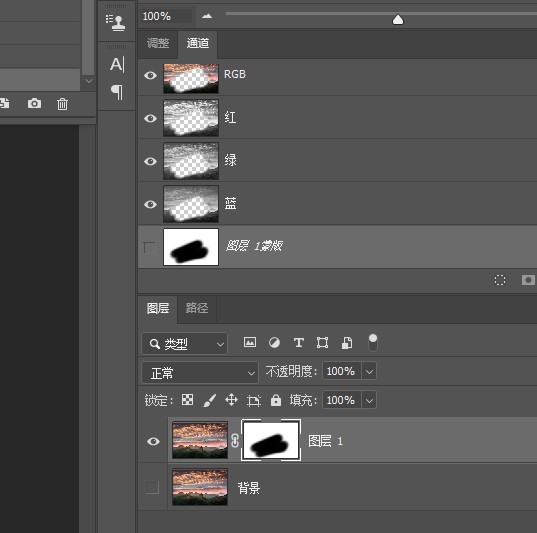 100%
调整 通道
RGB
A|
¶
红
绿
蓝
图层 1蒙版
图层 路径
类型
T
正常 不透明度: 100%
锁定: 填充: 100%
图层 1
背景